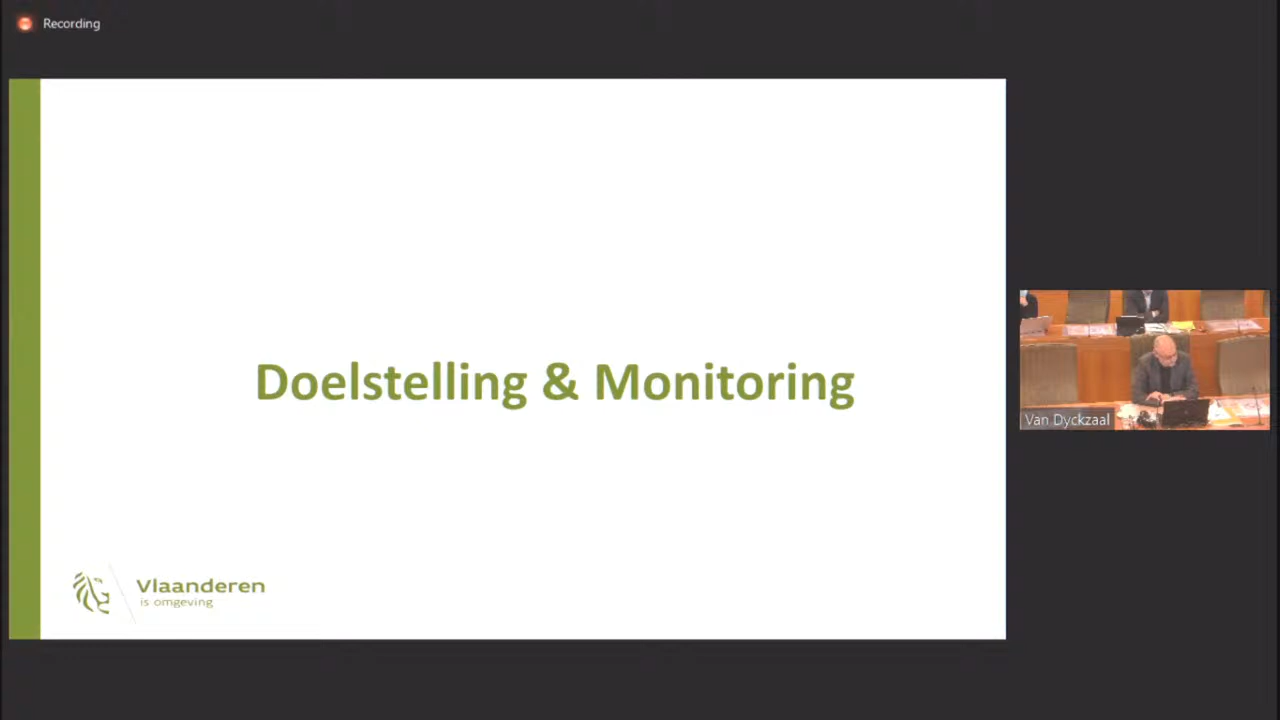 Recording
Doelstelling & Monitoring
Van Dyckzaal
Vlaanderen
is omgeving